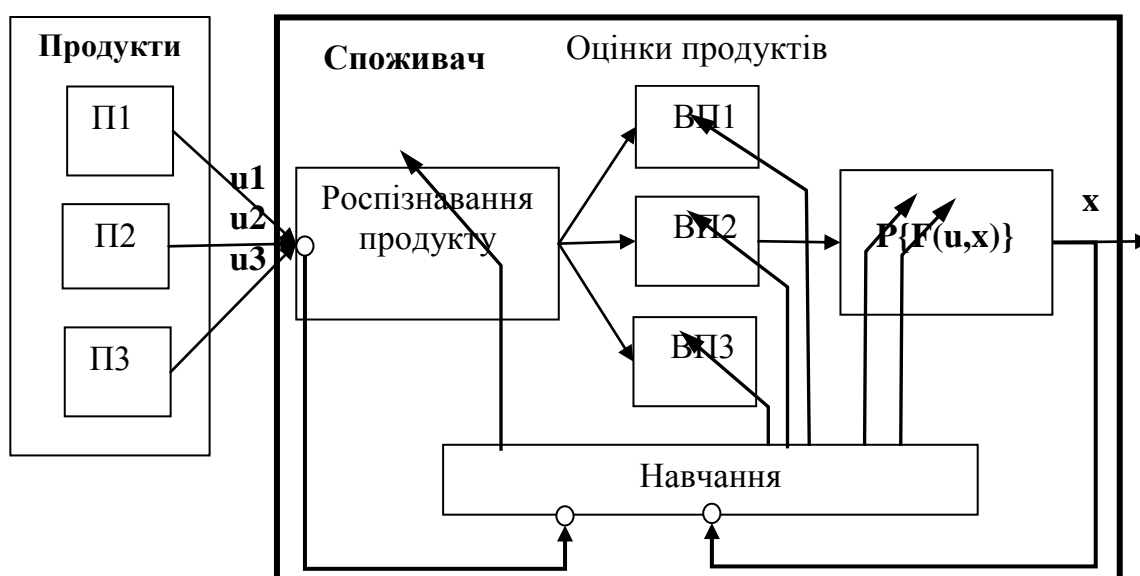 Продукти
П1
П2
П3
u1
u2
u3
Споживач
Оцінки продуктів
Роспізнавання
продукту
ВП1
ВП2
ВП3
P{F(u,x)}
x
Навчання